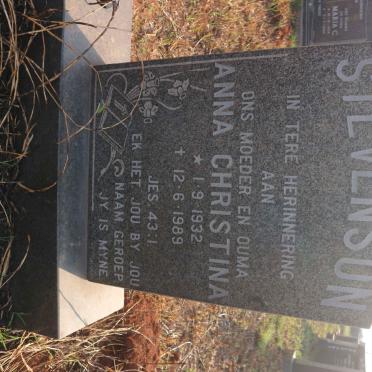 STEVENSON
IN TERE HERINNERING
AAN
ONS MOEDER EN OUMA
ANNA CHRISTINA
★ 1.9.1932
✝ 12.6.1989
JES. 43:1
EK HET JOU BY JOU
NAAM GEROEP
JY IS MYNE